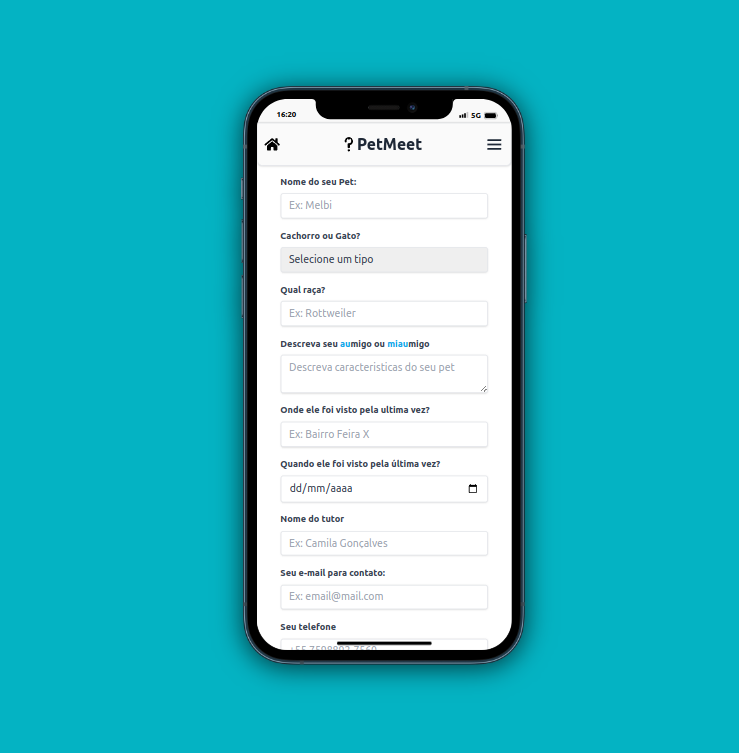 16:20
5G
PetMeet
Nome do seu Pet:
Ex: Melbi
Cachorro ou Gato?
Selecione um tipo
Qual raça?
Ex: Rottweiler
Descreva seu aumigo ou miaumigo
Descreva caracteristicas do seu pet
Onde ele foi visto pela ultima vez?
Ex: Bairro Feira X
Quando ele foi visto pela última vez?
dd/mm/aaaa
Nome do tutor
Ex: Camila Gonçalves
Seu e-mail para contato:
Ex: email@mail.com
Seu telefone